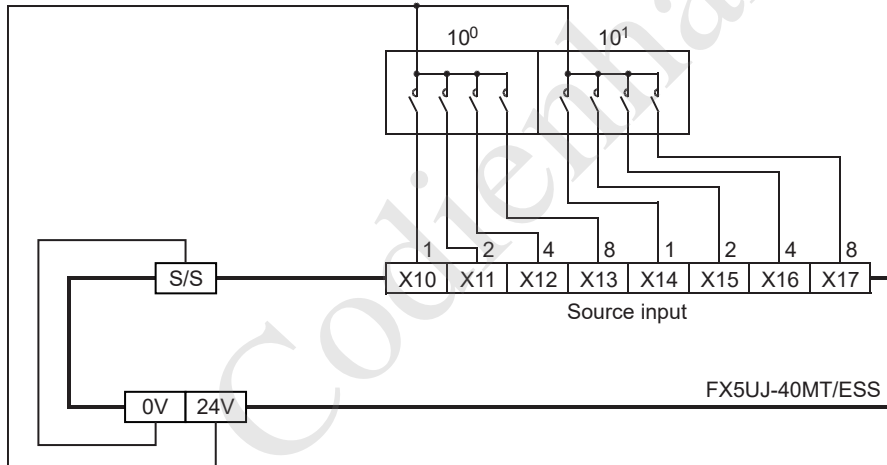 10⁰ 10¹
1 2 4 8 1 2 4 8
S/S X10 X11 X12 X13 X14 X15 X16 X17
Source input
FX5UJ-40MT/ESS
0V 24V
Codienha